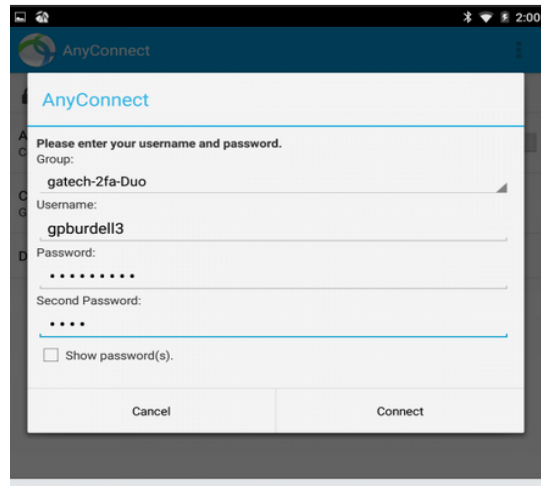 2:00
AnyConnect
AnyConnect
Please enter your username and password.
Group:
gatech-2fa-Duo
Username:
gpburdell3
Password:
•••••••••
Second Password:
••••
Show password(s).
Cancel
Connect
A
C
C
G
D